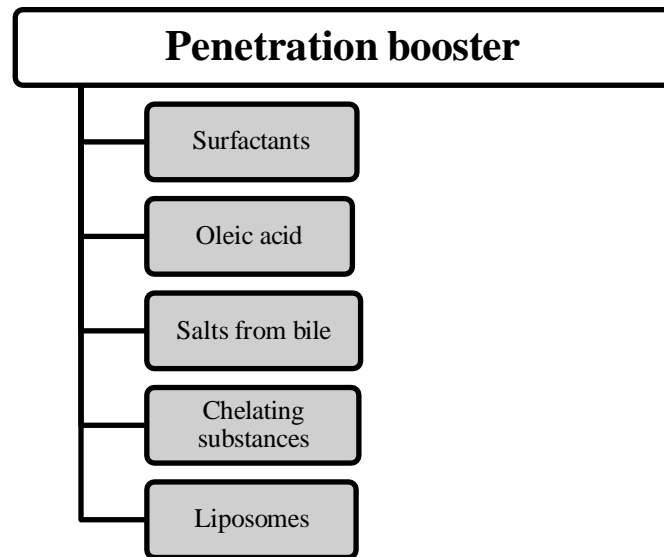 Penetration booster
Surfactants
Oleic acid
Salts from bile
Chelating
substances
Liposomes